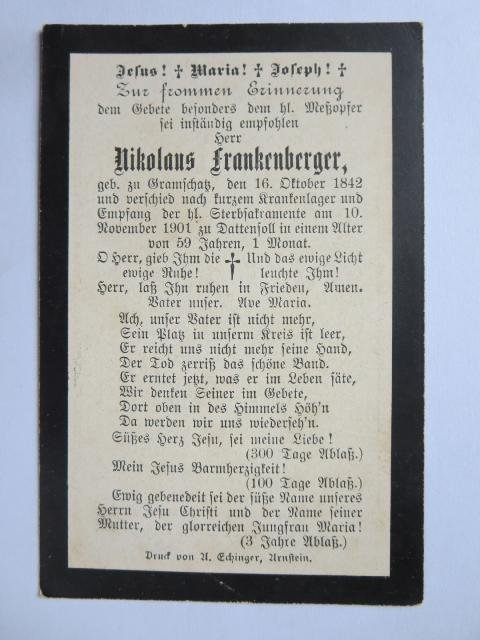 Jesus! ✝ Maria! ✝ Joseph! ✝
Zur frommen Erinnerung
dem Gebete besonders dem hl. Meßopfer
sei inständig empfohlen
Herr
Nikolaus Frankenberger,
geb. zu Gramschatz, den 16. Oktober 1842
und verschied nach kurzem Krankenlager und
Empfang der hl. Sterbsakramente am 10.
November 1901 zu Dattensoll in einem Alter
von 59 Jahren, 1 Monat.
O Herr, gieb Ihm die ✝ Und das ewige Licht
ewige Ruhe! leuchte Ihm!
Herr, laß Ihn ruhen in Frieden, Amen.
Vater unser. Ave Maria.
Ach, unser Vater ist nicht mehr,
Sein Platz in unserm Kreis ist leer,
Er reicht uns nicht mehr seine Hand,
Der Tod zerriß das schöne Band.
Er erntet jetzt, was er im Leben säte,
Wir denken Seiner im Gebete,
Dort oben in des Himmels Höh'n
Da werden wir uns wiederseh'n.
Süßes Herz Jesu, sei meine Liebe!
(300 Tage Ablaß.)
Mein Jesus Barmherzigkeit!
(100 Tage Ablaß.)
Ewig gebenedeit sei der süße Name unseres
Herrn Jesu Christi und der Name seiner
Mutter, der glorreichen Jungfrau Maria!
(3 Jahre Ablaß.)
Druck von A. Echinger, Arnstein.